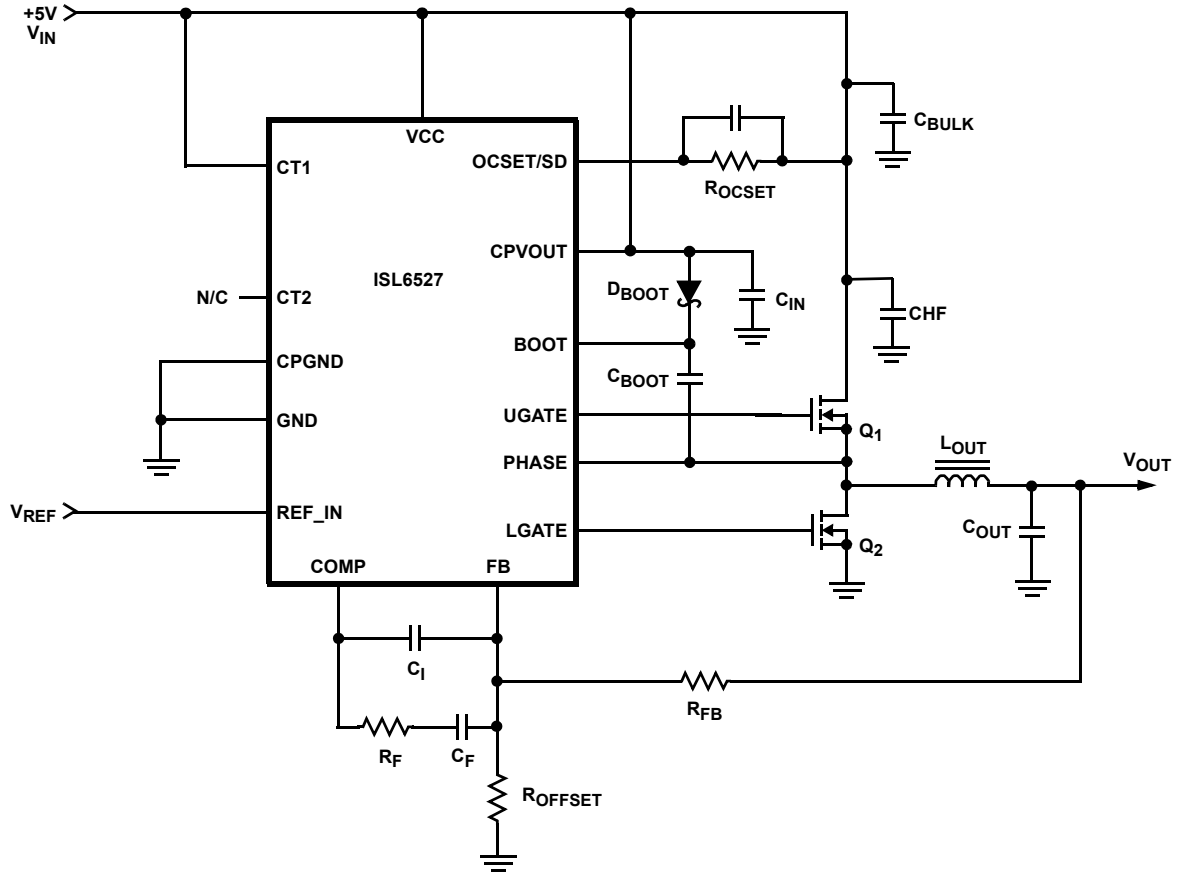 +5V
VIN
VCC
CBULK
CT1
OCSET/SD
ROCSET
CPVOUT
ISL6527
DBOOT
CIN
N/C
CT2
CHF
BOOT
CPGND
CBOOT
UGATE
GND
Q1
LOUT
PHASE
VOUT
VREF
REF_IN
LGATE
COUT
Q2
COMP
FB
CI
RFB
RF
CF
ROFFSET